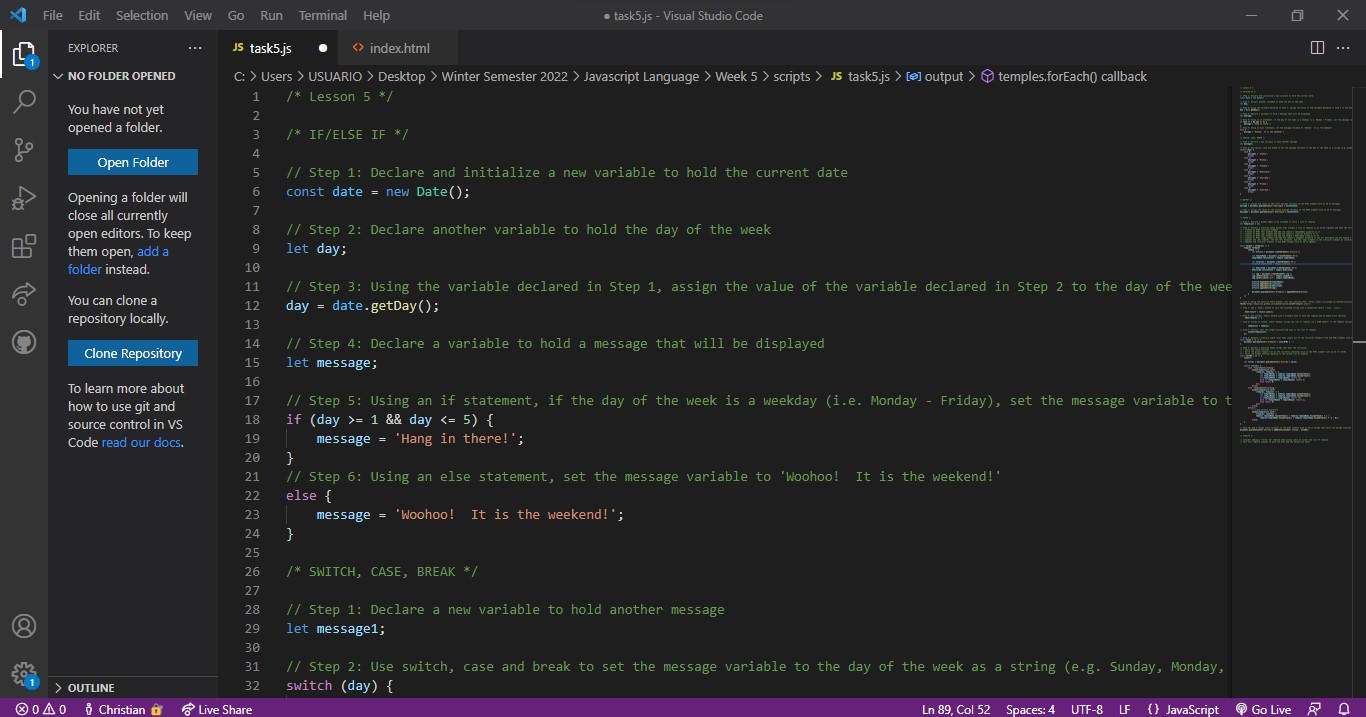 File Edit Selection View Go Run Terminal Help
● task5.js - Visual Studio Code
EXPLORER
NO FOLDER OPENED
You have not yet
opened a folder.
Open Folder
Opening a folder will
close all currently
open editors. To keep
them open, add a
folder instead.
You can clone a
repository locally.
Clone Repository
To learn more about
how to use git and
source control in VS
Code read our docs.
OUTLINE
1
1
JS task5.js
<> index.html
C: > Users > USUARIO > Desktop > Winter Semester 2022 > Javascript Language > Week 5 > scripts > JS task5.js > output > temples.forEach() callback
1 /* Lesson 5 */
2
3 /* IF/ELSE IF */
4
5 // Step 1: Declare and initialize a new variable to hold the current date
6 const date = new Date();
7
8 // Step 2: Declare another variable to hold the day of the week
9 let day;
10
11 // Step 3: Using the variable declared in Step 1, assign the value of the variable declared in Step 2 to the day of the wee
12 day = date.getDay();
13
14 // Step 4: Declare a variable to hold a message that will be displayed
15 let message;
16
17 // Step 5: Using an if statement, if the day of the week is a weekday (i.e. Monday - Friday), set the message variable to t
18 if (day >= 1 && day <= 5) {
19     message = 'Hang in there!';
20 }
21 // Step 6: Using an else statement, set the message variable to 'Woohoo!  It is the weekend!'
22 else {
23     message = 'Woohoo!  It is the weekend!';
24 }
25
26 /* SWITCH, CASE, BREAK */
27
28 // Step 1: Declare a new variable to hold another message
29 let message1;
30
31 // Step 2: Use switch, case and break to set the message variable to the day of the week as a string (e.g. Sunday, Monday,
32 switch (day) {
0 0 Christian Live Share Ln 89, Col 52 Spaces: 4 UTF-8 LF {} JavaScript Go Live